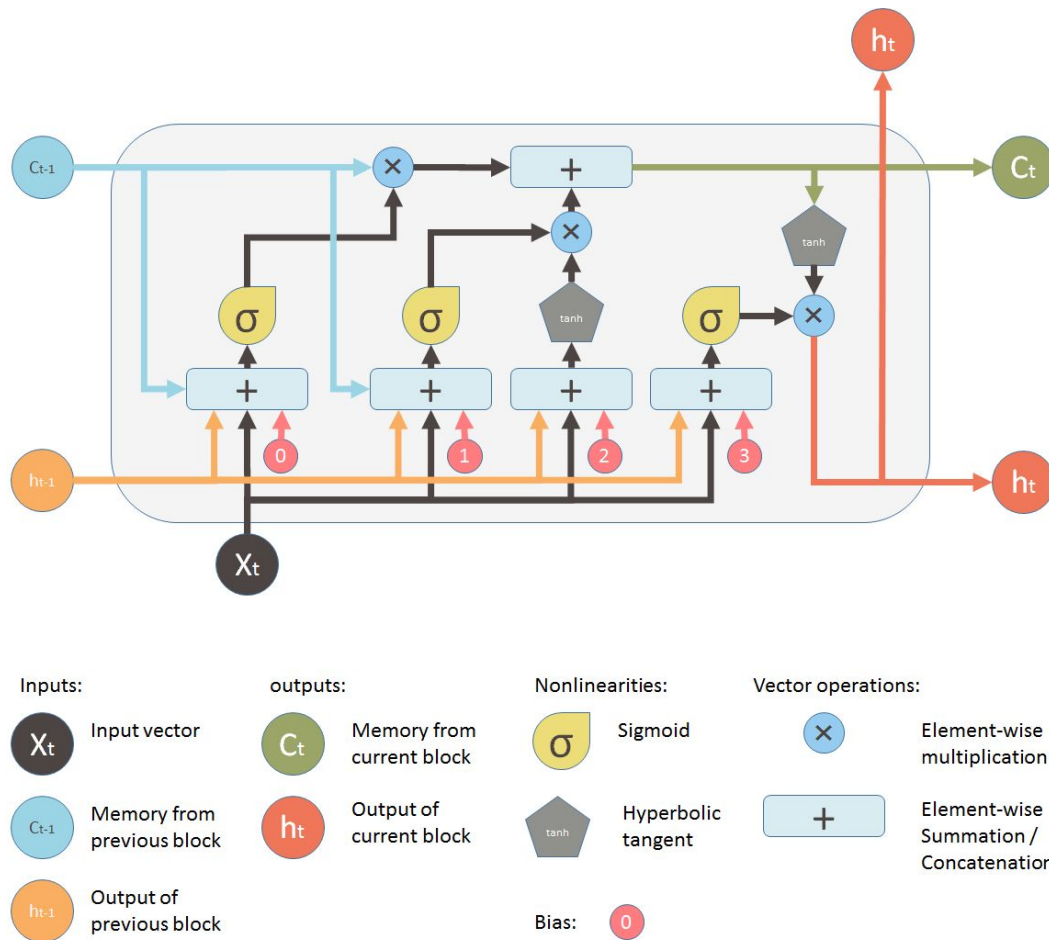 ht
Ct-1
×
+
Ct
tanh
×
σ
σ
tanh
σ
×
+
+
+
+
0
1
2
3
ht-1
ht
Xt
Inputs:
outputs:
Nonlinearities:
Vector operations:
Xt
Input vector
Ct
Memory from
current block
σ
Sigmoid
×
Element-wise
multiplication
Ct-1
Memory from
previous block
ht
Output of
current block
tanh
Hyperbolic
tangent
+
Element-wise
Summation /
Concatenation
ht-1
Output of
previous block
Bias:
0